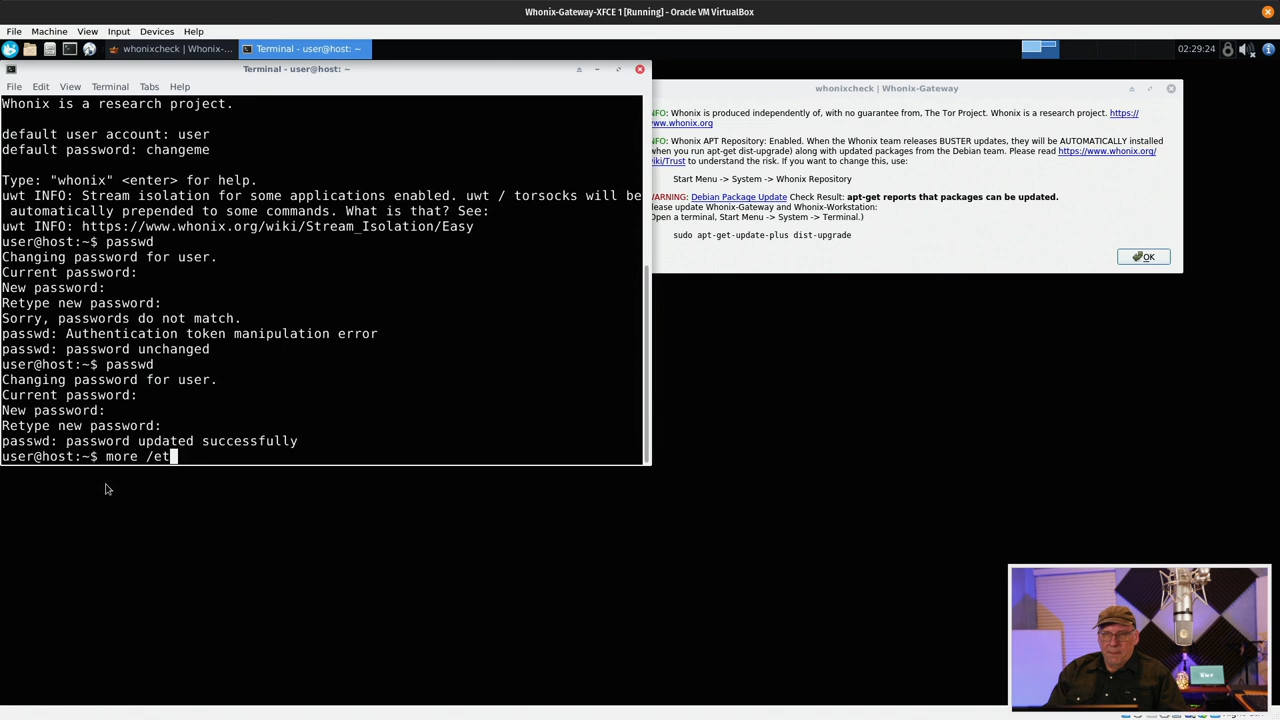 Whonix-Gateway-XFCE 1 [Running] - Oracle VM VirtualBox
File Machine View Input Devices Help
whonixcheck | Whonix-... Terminal - user@host: ~ 02:29:24
Terminal - user@host: ~
File Edit View Terminal Tabs Help
Whonix is a research project.
default user account: user
default password: changeme
Type: "whonix" <enter> for help.
uwt INFO: Stream isolation for some applications enabled. uwt / torsocks will be
automatically prepended to some commands. What is that? See:
uwt INFO: https://www.whonix.org/wiki/Stream_Isolation/Easy
user@host:~$ passwd
Changing password for user.
Current password:
New password:
Retype new password:
Sorry, passwords do not match.
passwd: Authentication token manipulation error
passwd: password unchanged
user@host:~$ passwd
Changing password for user.
Current password:
New password:
Retype new password:
passwd: password updated successfully
user@host:~$ more /et
whonixcheck | Whonix-Gateway
NFO: Whonix is produced independently of, with no guarantee from, The Tor Project. Whonix is a research project. https://
www.whonix.org
NFO: Whonix APT Repository: Enabled. When the Whonix team releases BUSTER updates, they will be AUTOMATICALLY installed
when you run apt-get dist-upgrade) along with updated packages from the Debian team. Please read https://www.whonix.org/
wiki/Trust to understand the risk. If you want to change this, use:
Start Menu -> System -> Whonix Repository
WARNING: Debian Package Update Check Result: apt-get reports that packages can be updated.
lease update Whonix-Gateway and Whonix-Workstation:
Open a terminal, Start Menu -> System -> Terminal.)
sudo apt-get-update-plus dist-upgrade
OK